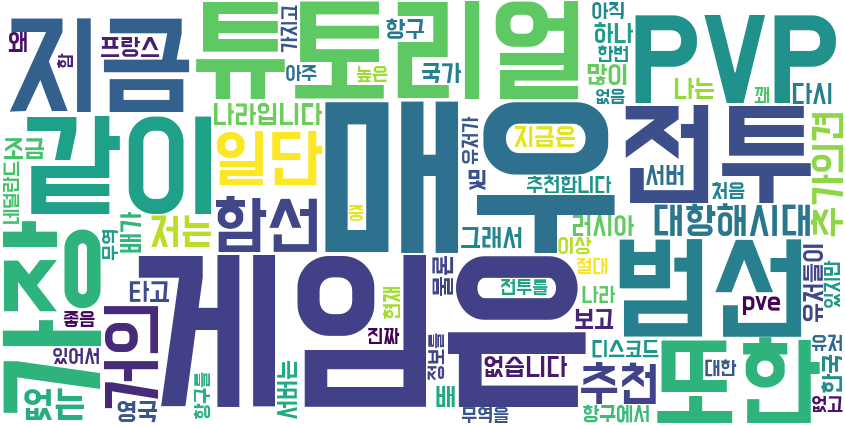 왜
지금
함
프랑스
튜토리얼
가지고
아주
높은
항구
국가
아직
하나
한번
많이
없음
PVP
나는
꽤
다시
네덜란드
조금
같이
나라입니다
일단
매우
유저가
지금은
및
추천합니다
전투
서버
처음
추가의견
가장
무역
배가
저는
함선
중
그래서
러시아
이상
대항해시대
절대
나라
범선
유저들이
있지만
좋음
거의
타고
게임은
물론
현재
진짜
전투를
보고
pve
있어서
없는
영국
항구를
서버는
정보를
배
없습니다
무역을
추천
디스코드
항구에서
또한
대한
유저
한국
없고